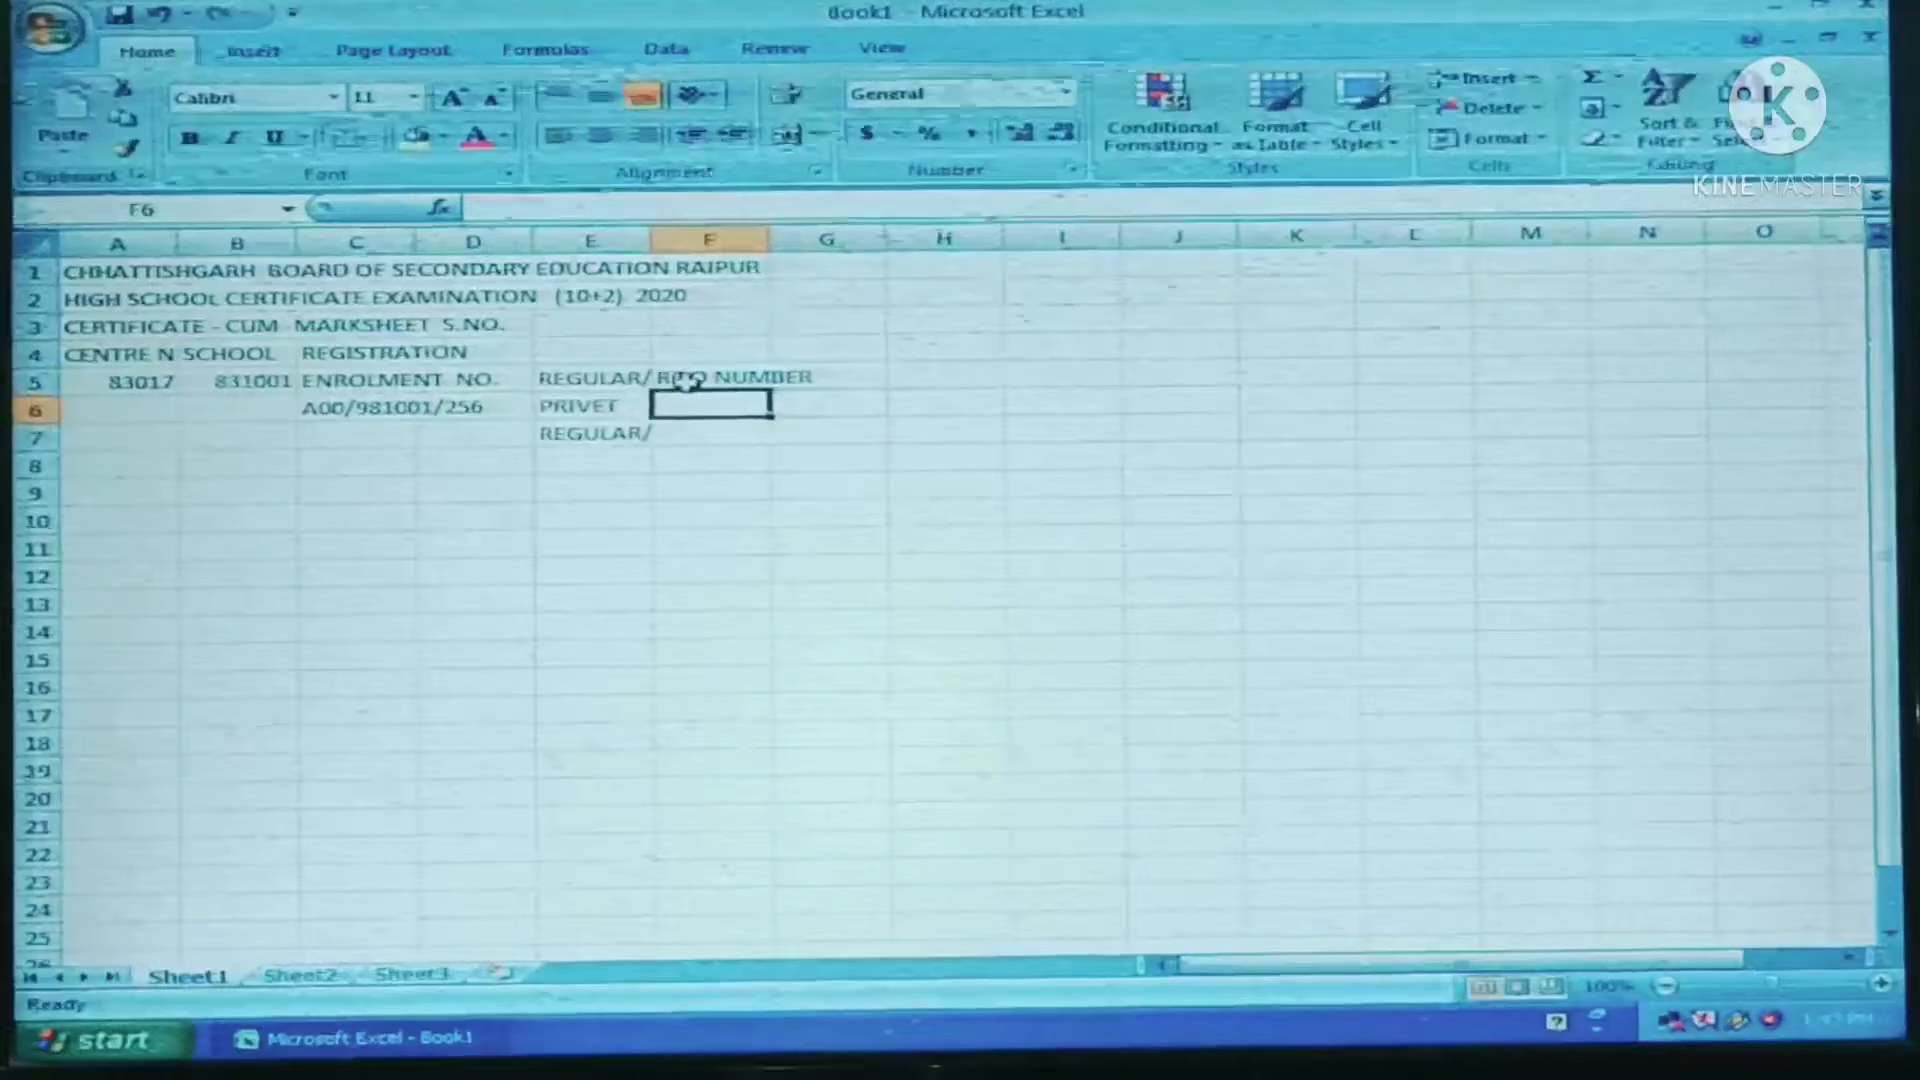 Book1 - Microsoft Excel
Home Insert Page Layout Formulas Data Review View
Calibri 11 General
Paste B I U $ %
Conditional Formatting Format as Table Cell Styles
Insert
Delete
Format
Sort & Filter
Clipboard Font Alignment Number Styles Cells Editing
K
KINEMASTER
F6 fx
A B C D E F G H I J K L M N O
1 CHHATTISHGARH BOARD OF SECONDARY EDUCATION RAIPUR
2 HIGH SCHOOL CERTIFICATE EXAMINATION (10+2) 2020
3 CERTIFICATE - CUM MARKSHEET S.NO.
4 CENTRE N SCHOOL REGISTRATION
5 83017 831001 ENROLMENT NO. REGULAR/ NUMBER
6 A00/981001/256 PRIVET
7 REGULAR/
8
9
10
11
12
13
14
15
16
17
18
19
20
21
22
23
24
25
26
Sheet1 Sheet2 Sheet3
Ready 100%
start Microsoft Excel - Book1